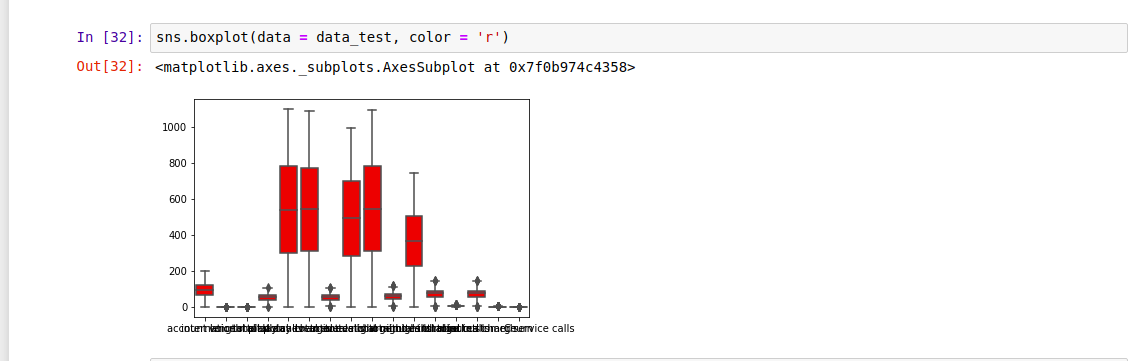 In [32]: sns.boxplot(data = data_test, color = 'r')
Out[32]: <matplotlib.axes._subplots.AxesSubplot at 0x7f0b974c4358>
1000
800
600
400
200
0
service calls